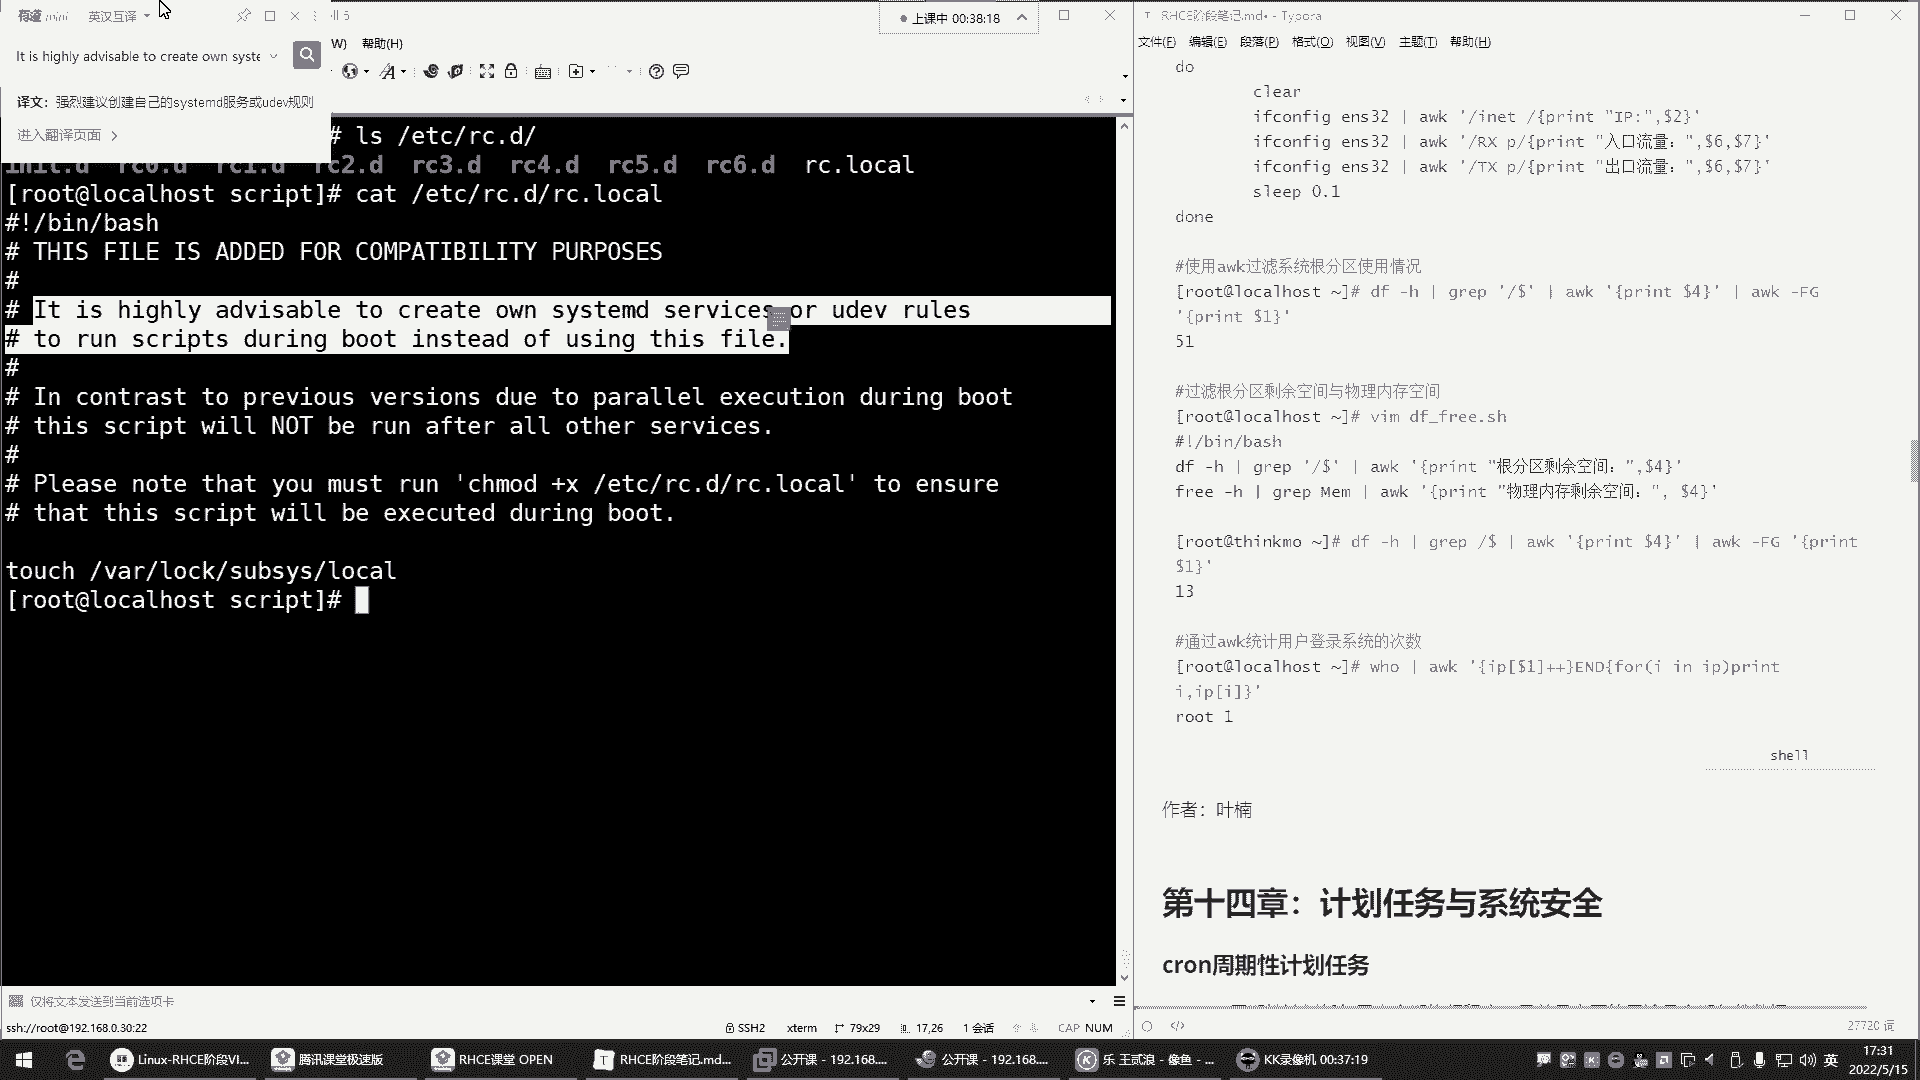 有道 mini 英汉互译
It is highly advisable to create own syste
译文：强烈建议创建自己的systemd服务或udev规则
进入翻译页面
ll 5
上课中 00:38:18
W) 帮助(H)
# ls /etc/rc.d/
init.d rc0.d rc1.d rc2.d rc3.d rc4.d rc5.d rc6.d rc.local
[root@localhost script]# cat /etc/rc.d/rc.local
#!/bin/bash
# THIS FILE IS ADDED FOR COMPATIBILITY PURPOSES
#
# It is highly advisable to create own systemd services or udev rules
# to run scripts during boot instead of using this file.
#
# In contrast to previous versions due to parallel execution during boot
# this script will NOT be run after all other services.
#
# Please note that you must run 'chmod +x /etc/rc.d/rc.local' to ensure
# that this script will be executed during boot.
touch /var/lock/subsys/local
[root@localhost script]#
仅将文本发送到当前选项卡
ssh://root@192.168.0.30:22 SSH2 xterm 79x29 17,26 1 会话 CAP NUM
RHCE阶段笔记.md• - Typora
文件(F) 编辑(E) 段落(P) 格式(O) 视图(V) 主题(T) 帮助(H)
do
clear
ifconfig ens32 | awk '/inet /{print "IP:",$2}'
ifconfig ens32 | awk '/RX p/{print "入口流量：",$6,$7}'
ifconfig ens32 | awk '/TX p/{print "出口流量：",$6,$7}'
sleep 0.1
done
#使用awk过滤系统根分区使用情况
[root@localhost ~]# df -h | grep '/$' | awk '{print $4}' | awk -FG
'{print $1}'
51
#过滤根分区剩余空间与物理内存空间
[root@localhost ~]# vim df_free.sh
#!/bin/bash
df -h | grep '/$' | awk '{print "根分区剩余空间：",$4}'
free -h | grep Mem | awk '{print "物理内存剩余空间：", $4}'
[root@thinkmo ~]# df -h | grep /$ | awk '{print $4}' | awk -FG '{print
$1}'
13
#通过awk统计用户登录系统的次数
[root@localhost ~]# who | awk '{ip[$1]++}END{for(i in ip)print
i,ip[i]}'
root 1
shell
作者：叶楠
第十四章：计划任务与系统安全
cron周期性计划任务
27720 词
Linux-RHCE阶段VI... 腾讯课堂极速版 RHCE课堂 OPEN RHCE阶段笔记.md... 公开课 - 192.168.... 公开课 - 192.168.... 乐 王贰浪 - 像鱼 - ... KK录像机 00:37:19 英 17:31
2022/5/15